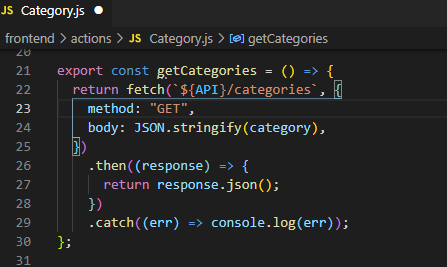 JS Category.js ●
frontend > actions > JS Category.js > getCategories
20
21 export const getCategories = () => {
22   return fetch(`${API}/categories`, {
23     method: "GET",
24     body: JSON.stringify(category),
25   })
26     .then((response) => {
27       return response.json();
28     })
29     .catch((err) => console.log(err));
30 };
31